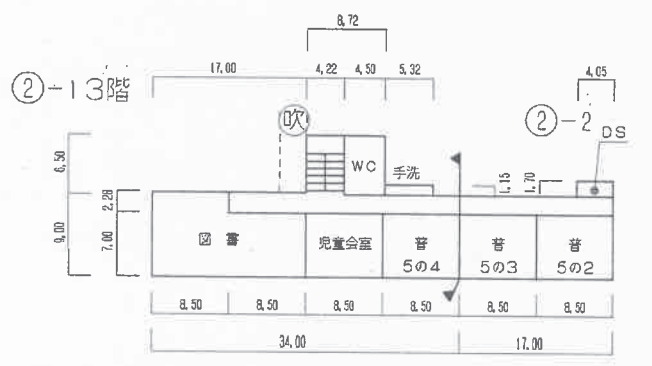 8,72
17,00 4,22 4,50 5,32 4,05
②-13階
②-2
吹
DS
WC
手洗
6,50
1,15
1,70
2,28
9,00
7,00
図書
児童会室
普
5の4
普
5の3
普
5の2
8,50 8,50 8,50 8,50 8,50 8,50
34,00 17,00